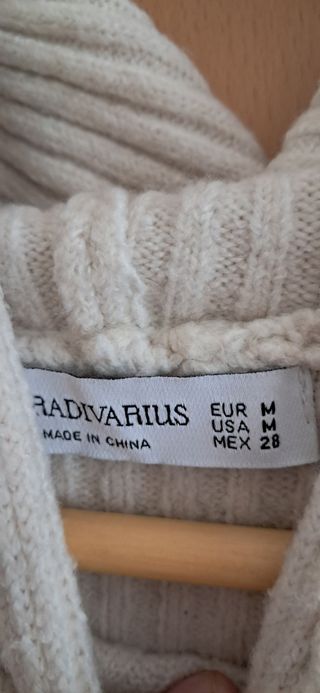 RADIVARIUS
MADE IN CHINA
EUR M
USA M
MEX 28